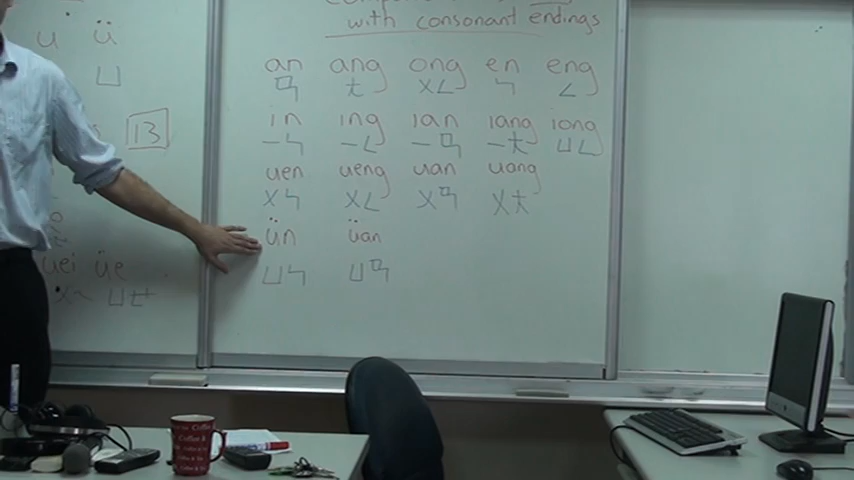 with consonant endings
u ü
ㄩ
13
uei üe
ㄨㄟ ㄩㄝ
an ang ong en eng
ㄢ ㄤ ㄨㄥ ㄣ ㄥ
in ing ian iang iong
ㄧㄣ ㄧㄥ ㄧㄢ ㄧㄤ ㄩㄥ
uen ueng uan uang
ㄨㄣ ㄨㄥ ㄨㄢ ㄨㄤ
ün üan
ㄩㄣ ㄩㄢ
Coffee